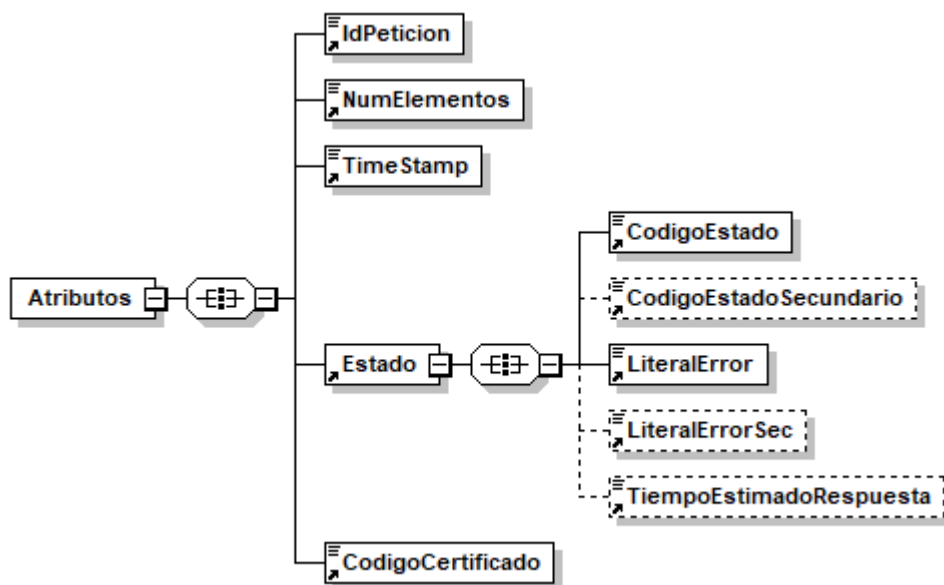 IdPeticion
NumElementos
TimeStamp
CodigoEstado
Atributos
CodigoEstadoSecundario
Estado
LiteralError
LiteralErrorSec
TiempoEstimadoRespuesta
CodigoCertificado